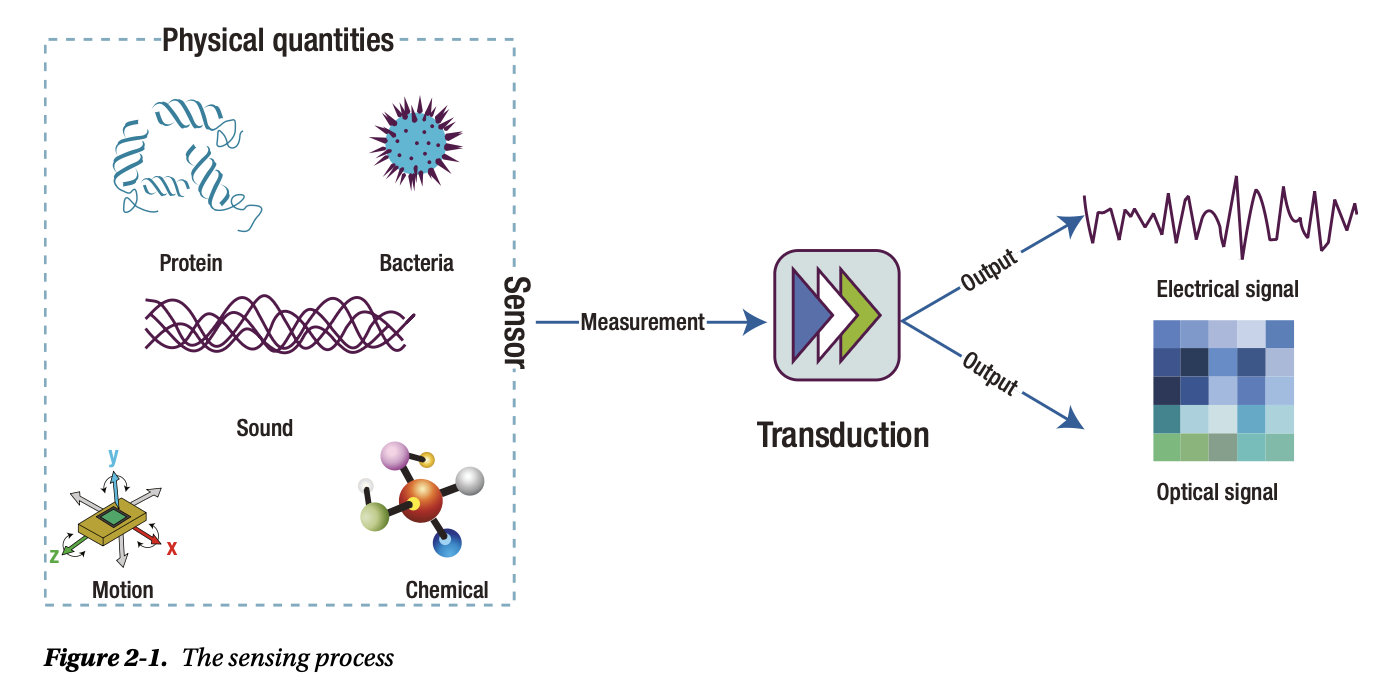 Physical quantities
Protein
Bacteria
Sound
y
z
x
Motion
Chemical
Sensor
Measurement
Transduction
Output
Output
Electrical signal
Optical signal
Figure 2-1. The sensing process